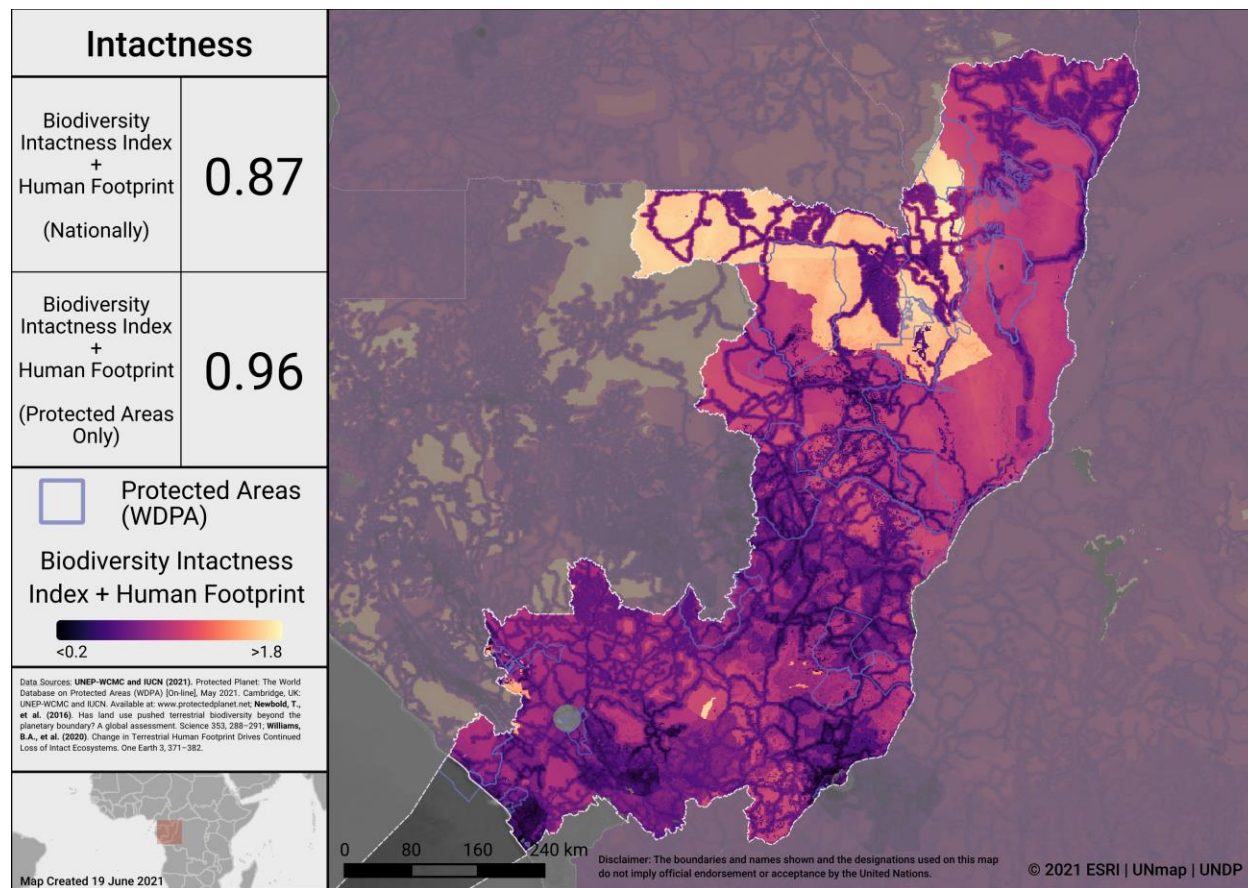 Intactness
Biodiversity
Intactness Index
+
Human Footprint
(Nationally)
0.87
Biodiversity
Intactness Index
+
Human Footprint
(Protected Areas
Only)
0.96
Protected Areas
(WDPA)
Biodiversity Intactness
Index + Human Footprint
<0.2 >1.8
Data Sources: UNEP-WCMC and IUCN (2021). Protected Planet: The World
Database on Protected Areas (WDPA) [On-line], May 2021. Cambridge, UK:
UNEP-WCMC and IUCN. Available at: www.protectedplanet.net; Newbold, T.,
et al. (2016). Has land use pushed terrestrial biodiversity beyond the
planetary boundary? A global assessment. Science 353, 288–291; Williams,
B.A., et al. (2020). Change in Terrestrial Human Footprint Drives Continued
Loss of Intact Ecosystems. One Earth 3, 371–382.
Map Created 19 June 2021
0 80 160 240 km
Disclaimer: The boundaries and names shown and the designations used on this map
do not imply official endorsement or acceptance by the United Nations.
© 2021 ESRI | UNmap | UNDP